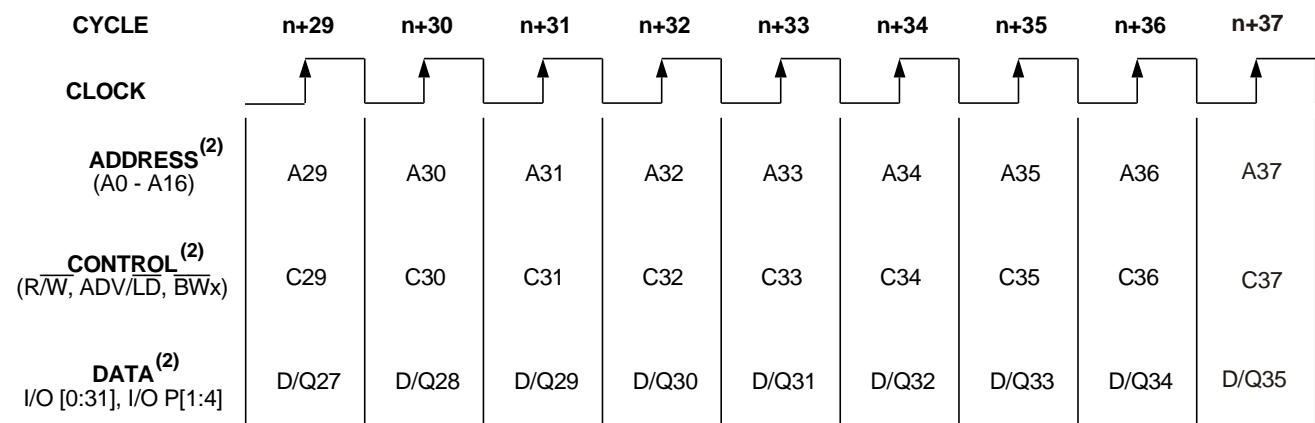 CYCLE n+29 n+30 n+31 n+32 n+33 n+34 n+35 n+36 n+37
CLOCK
ADDRESS(2)
(A0 - A16) A29 A30 A31 A32 A33 A34 A35 A36 A37
CONTROL(2)
(R/W̅, ADV/L̅D̅, B̅W̅x) C29 C30 C31 C32 C33 C34 C35 C36 C37
DATA(2)
I/O [0:31], I/O P[1:4] D/Q27 D/Q28 D/Q29 D/Q30 D/Q31 D/Q32 D/Q33 D/Q34 D/Q35